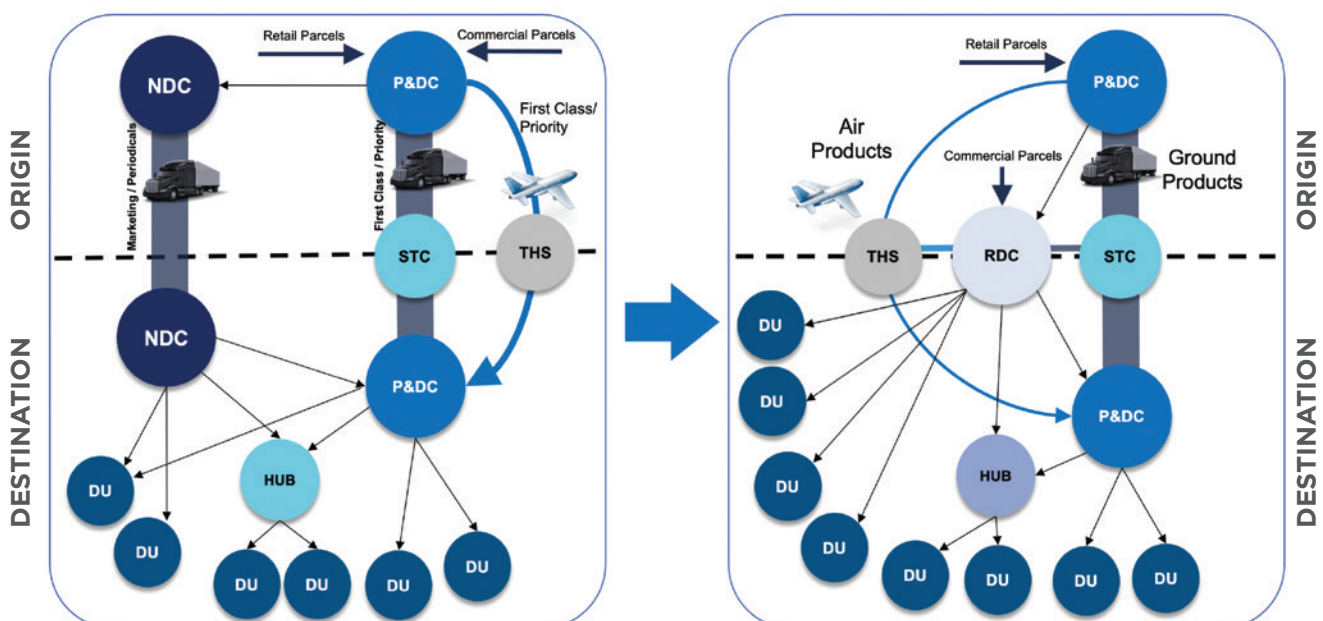 ORIGIN
DESTINATION
Retail Parcels
Commercial Parcels
NDC
P&DC
Marketing / Periodicals
First Class / Priority
First Class/
Priority
STC
THS
NDC
P&DC
HUB
DU
DU
DU
DU
DU
DU
Retail Parcels
P&DC
Air
Products
Commercial Parcels
Ground
Products
THS
RDC
STC
DU
DU
P&DC
DU
HUB
DU
DU
DU
DU
DU
ORIGIN
DESTINATION